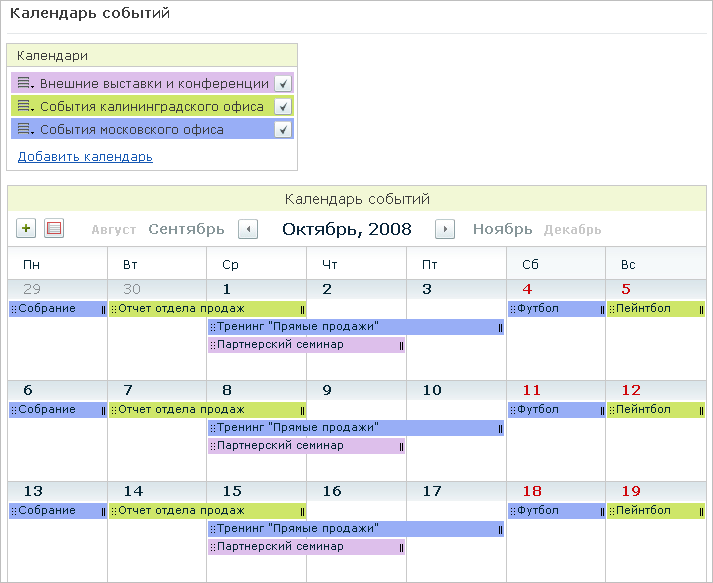 Календарь событий
Календари
Внешние выставки и конференции
События калининградского офиса
События московского офиса
Добавить календарь
Календарь событий
Август Сентябрь Октябрь, 2008 Ноябрь Декабрь
Пн Вт Ср Чт Пт Сб Вс
29 30 1 2 3 4 5
Собрание Отчет отдела продаж Футбол Пейнтбол
Тренинг "Прямые продажи"
Партнерский семинар
6 7 8 9 10 11 12
Собрание Отчет отдела продаж Футбол Пейнтбол
Тренинг "Прямые продажи"
Партнерский семинар
13 14 15 16 17 18 19
Собрание Отчет отдела продаж Футбол Пейнтбол
Тренинг "Прямые продажи"
Партнерский семинар